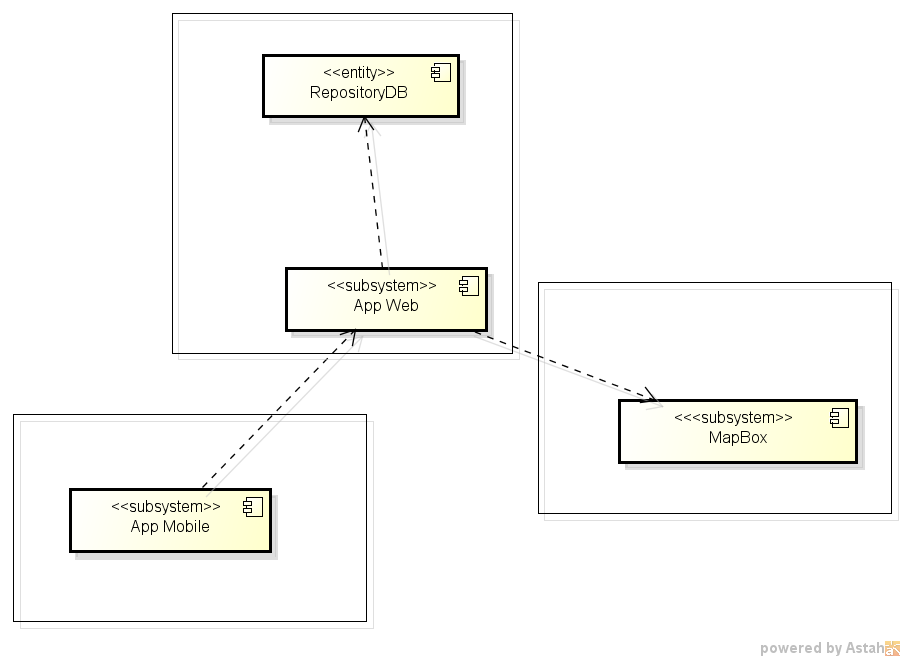 <<entity>>
RepositoryDB
<<subsystem>>
App Web
<<<subsystem>>
MapBox
<<subsystem>>
App Mobile
powered by Astah